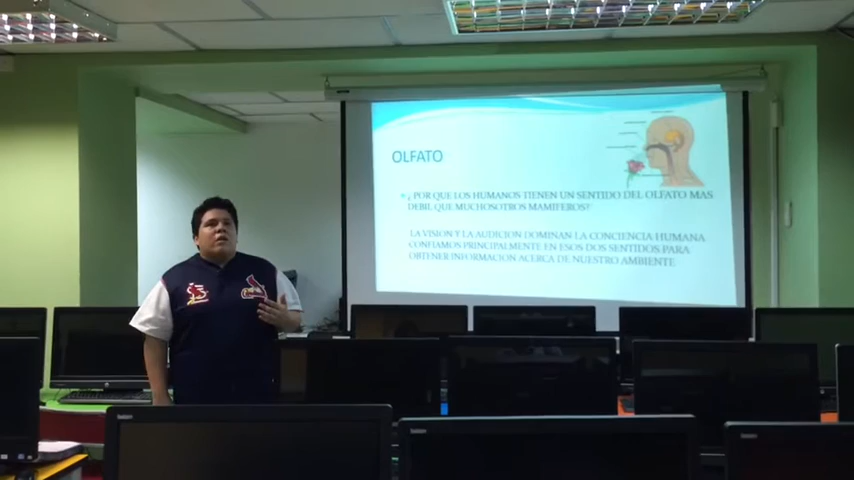 OLFATO
¿ POR QUE LOS HUMANOS TIENEN UN SENTIDO DEL OLFATO MAS
DEBIL QUE MUCHOSOTROS MAMIFEROS?
LA VISION Y LA AUDICION DOMINAN LA CONCIENCIA HUMANA
CONFIAMOS PRINCIPALMENTE EN ESOS DOS SENTIDOS PARA
OBTENER INFORMACION ACERCA DE NUESTRO AMBIENTE